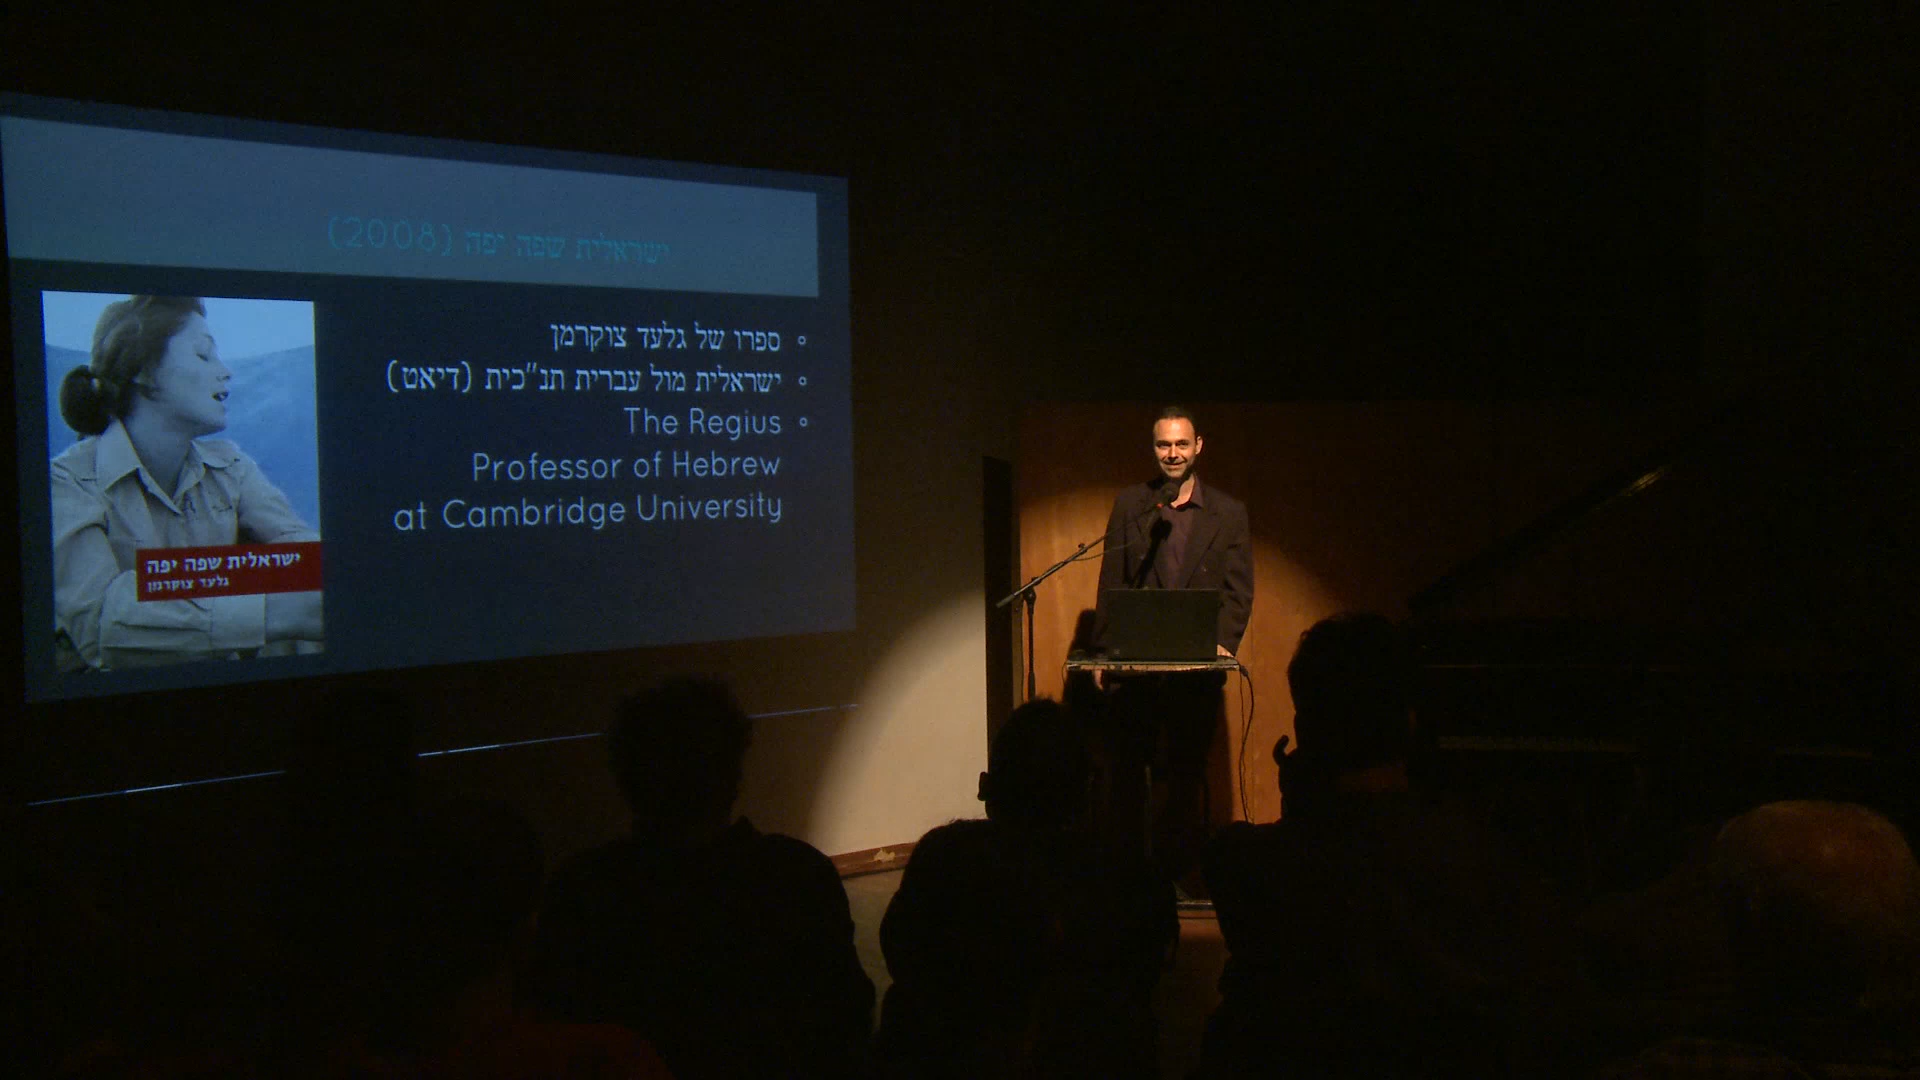 ישראלית שפה יפה (2008)
ספרו של גלעד צוקרמן
ישראלית מול עברית תנ"כית (דיאט)
The Regius
Professor of Hebrew
at Cambridge University
ישראלית שפה יפה
גלעד צוקרמן